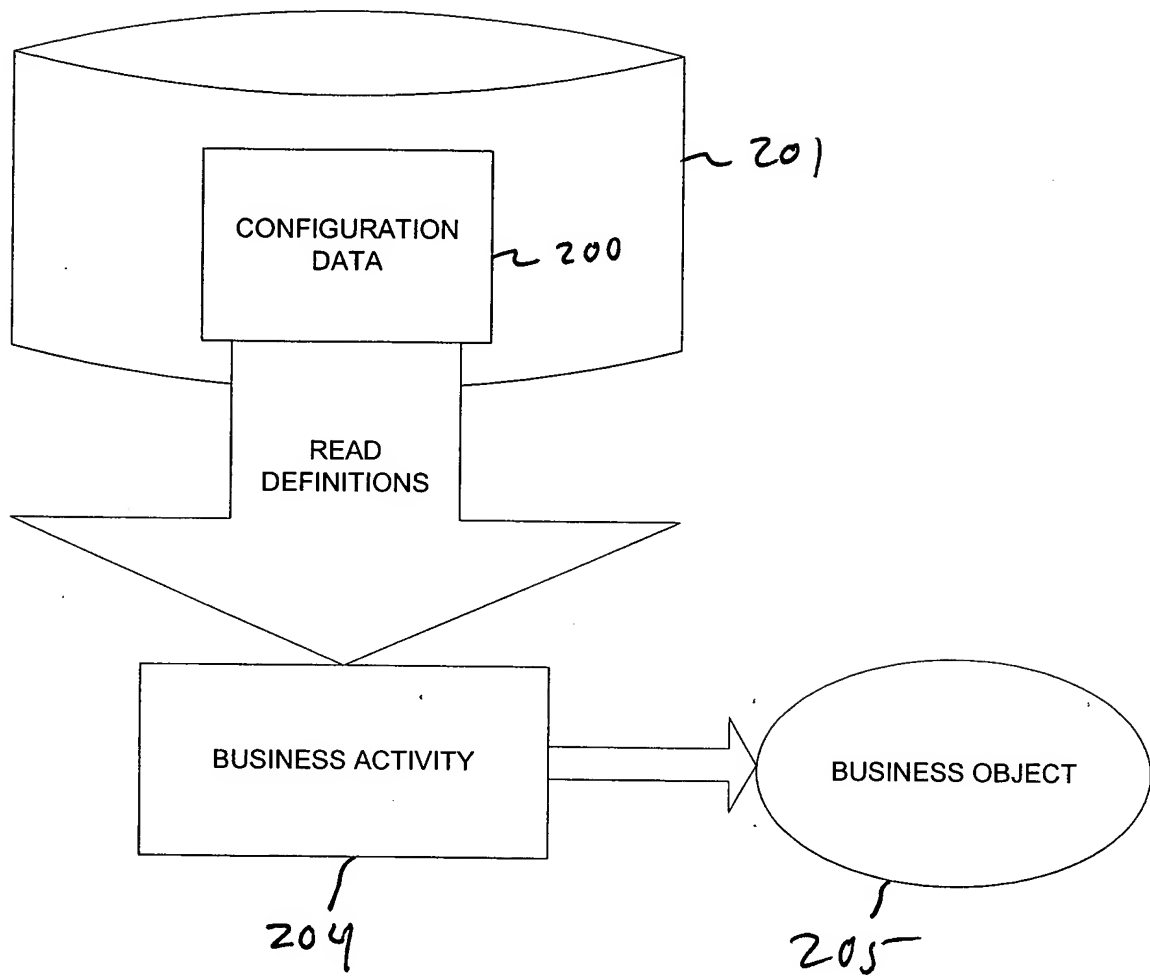 201
CONFIGURATION
DATA
200
READ
DEFINITIONS
BUSINESS ACTIVITY
BUSINESS OBJECT
204
205